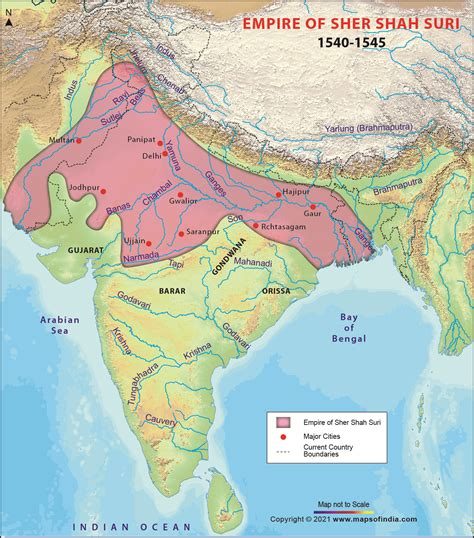 N
EMPIRE OF SHER SHAH SURI
1540-1545
Indus
Indus
Chenab
Ravi
Beas
Sutlej
Multan
Panipat
Delhi
Yamuna
Yarlung (Brahmaputra)
Brahmaputra
Jodhpur
Banas
Chambal
Ganges
Gwalior
Hajipur
Gaur
Son
Rchtasagarn
Ganges
Ujjain
Saranpur
GUJARAT
Narmada
Tapi
GONDWANA
Mahanadi
BARAR
ORISSA
Godavari
Godavari
Arabian
Sea
Bay
of
Bengal
Krishna
Krishna
Tungabhadra
Cauvery
Empire of Sher Shah Suri
Major Cities
Current Country
Boundaries
Map not to Scale
Copyright © 2021 www.mapsofindia.com
INDIAN OCEAN